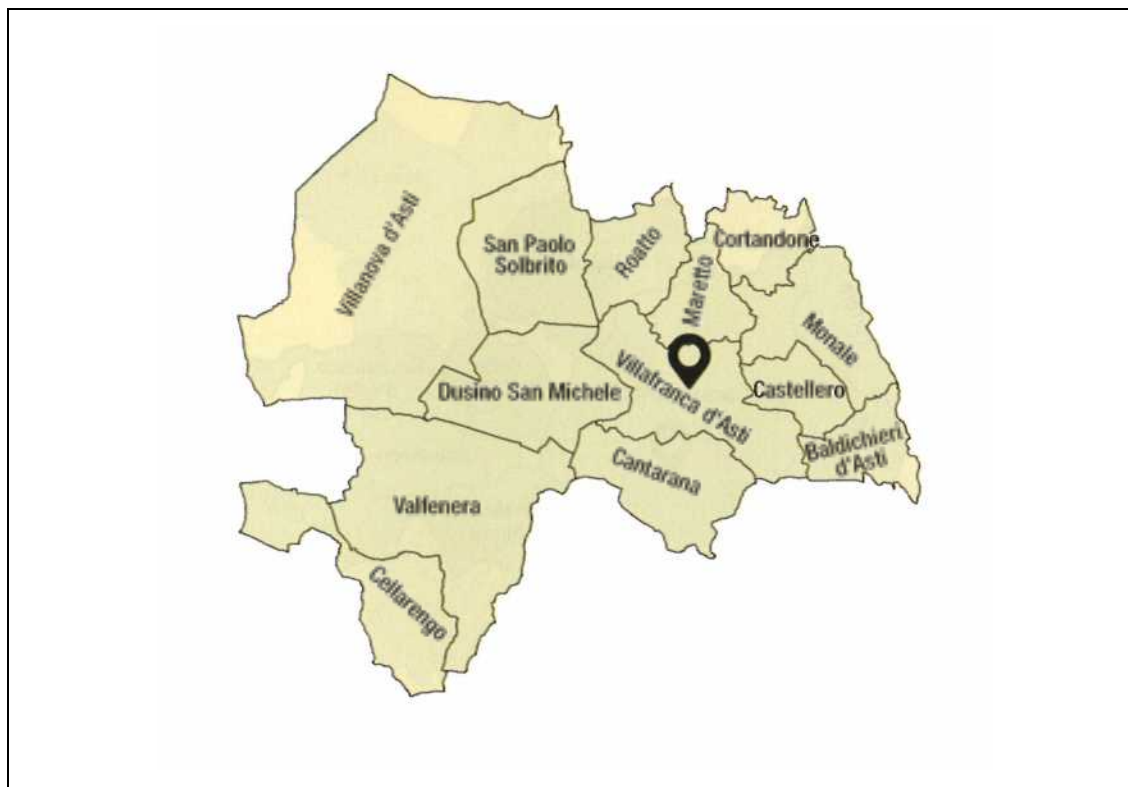 Villanova d'Asti
San Paolo
Solbrito
Roatto
Maretto
Cortandone
Monale
Dusino San Michele
Villafranca d'Asti
Castellero
Baldichieri
d'Asti
Cantarana
Valfenera
Cellarengo